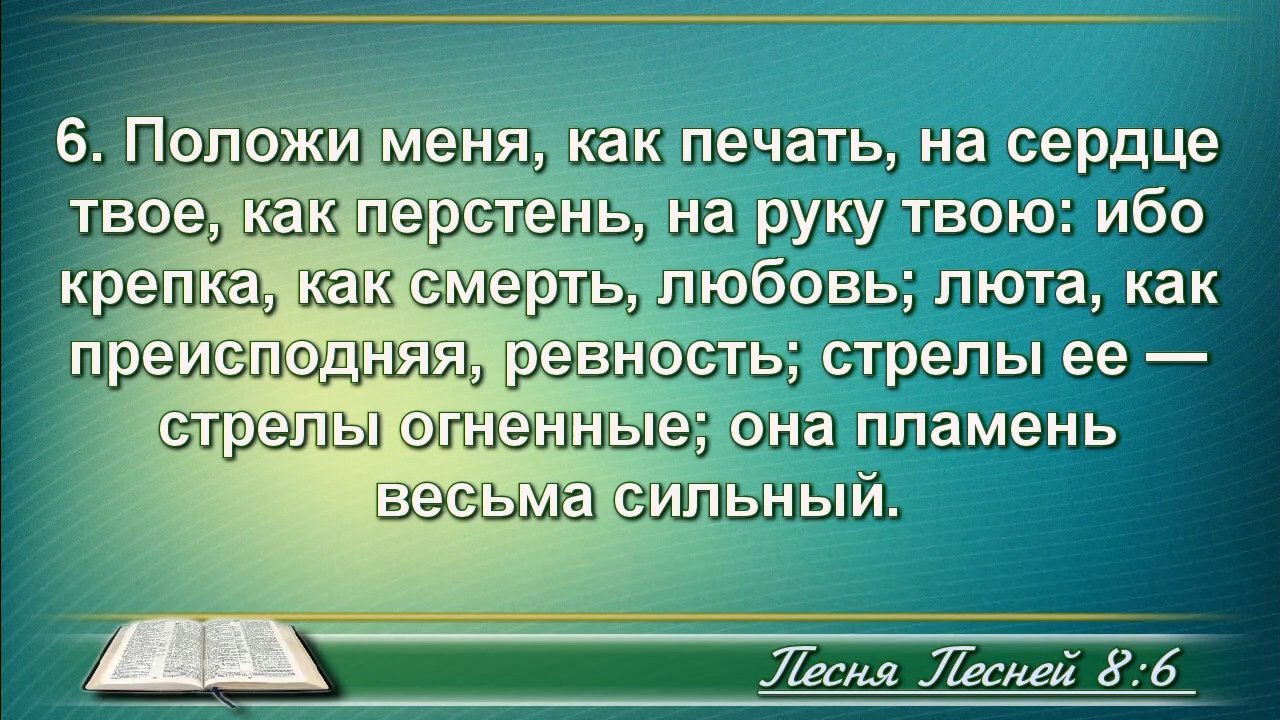 6. Положи меня, как печать, на сердце
твое, как перстень, на руку твою: ибо
крепка, как смерть, любовь; люта, как
преисподняя, ревность; стрелы ее —
стрелы огненные; она пламень
весьма сильный.
Песня Песней 8:6